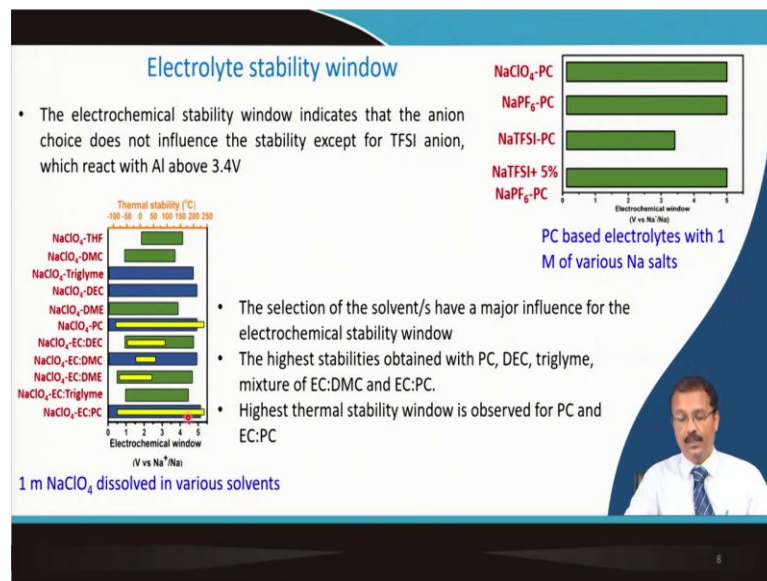 Electrolyte stability window
• The electrochemical stability window indicates that the anion
choice does not influence the stability except for TFSI anion,
which react with Al above 3.4V
NaClO₄-PC
NaPF₆-PC
NaTFSI-PC
NaTFSI+ 5%
NaPF₆-PC
0 1 2 3 4 5
Electrochemical window
(V vs Na⁺/Na)
PC based electrolytes with 1
M of various Na salts
Thermal stability (°C)
-100 -50 0 50 100 150 200 250
NaClO₄-THF
NaClO₄-DMC
NaClO₄-Triglyme
NaClO₄-DEC
NaClO₄-DME
NaClO₄-PC
NaClO₄-EC:DEC
NaClO₄-EC:DMC
NaClO₄-EC:DME
NaClO₄-EC:Triglyme
NaClO₄-EC:PC
0 1 2 3 4 5
Electrochemical window
(V vs Na⁺/Na)
1 m NaClO₄ dissolved in various solvents
• The selection of the solvent/s have a major influence for the
electrochemical stability window
• The highest stabilities obtained with PC, DEC, triglyme,
mixture of EC:DMC and EC:PC.
• Highest thermal stability window is observed for PC and
EC:PC
8